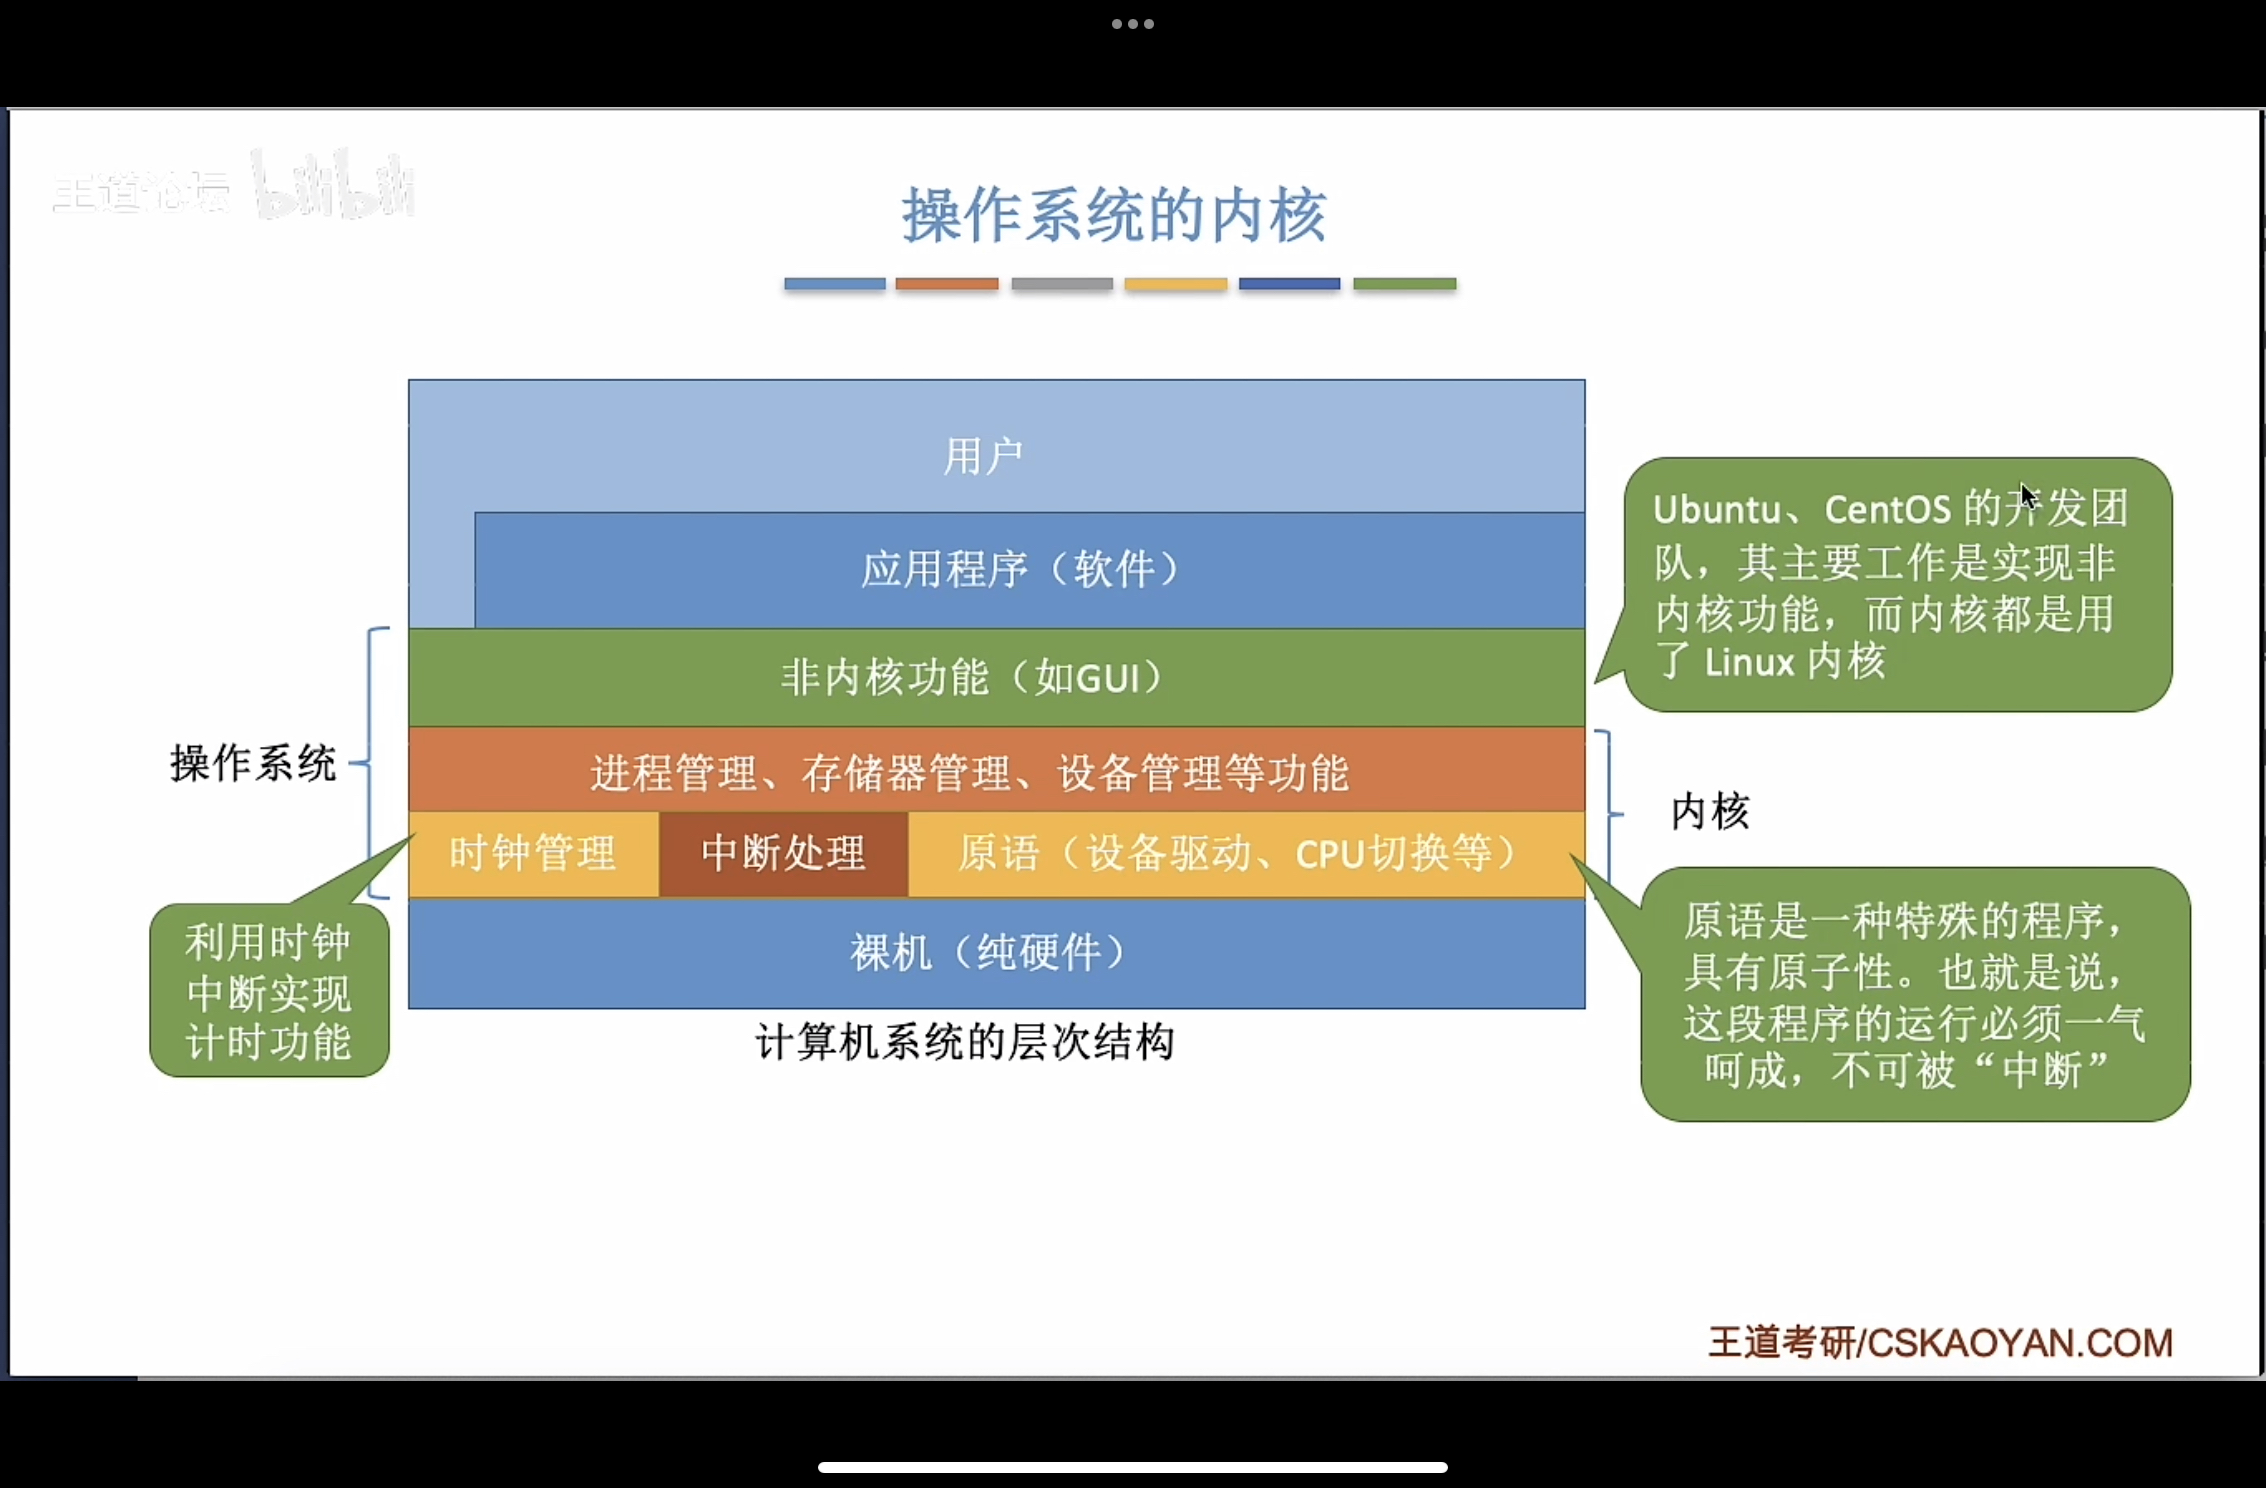 王道论坛 bilibili
操作系统的内核
用户
应用程序（软件）
非内核功能（如GUI）
进程管理、存储器管理、设备管理等功能
时钟管理
中断处理
原语（设备驱动、CPU切换等）
裸机（纯硬件）
计算机系统的层次结构
操作系统
利用时钟
中断实现
计时功能
Ubuntu、CentOS 的开发团
队，其主要工作是实现非
内核功能，而内核都是用
了 Linux 内核
内核
原语是一种特殊的程序，
具有原子性。也就是说，
这段程序的运行必须一气
呵成，不可被“中断”
王道考研/CSKAOYAN.COM